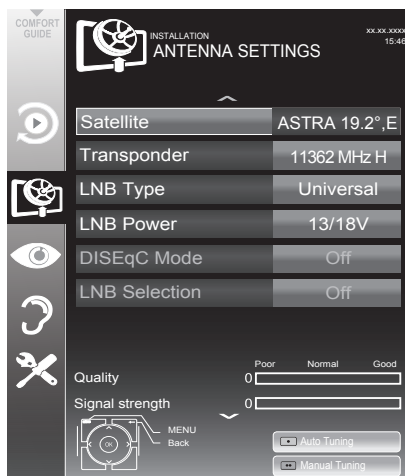 COMFORT
GUIDE
INSTALLATION
ANTENNA SETTINGS
xx.xx.xxxx
15:46
Satellite ASTRA 19.2°,E
Transponder 11362 MHz H
LNB Type Universal
LNB Power 13/18V
DISEqC Mode Off
LNB Selection Off
Poor Normal Good
Quality 0
Signal strength 0
MENU
Back
OK
Auto Tuning
Manual Tuning